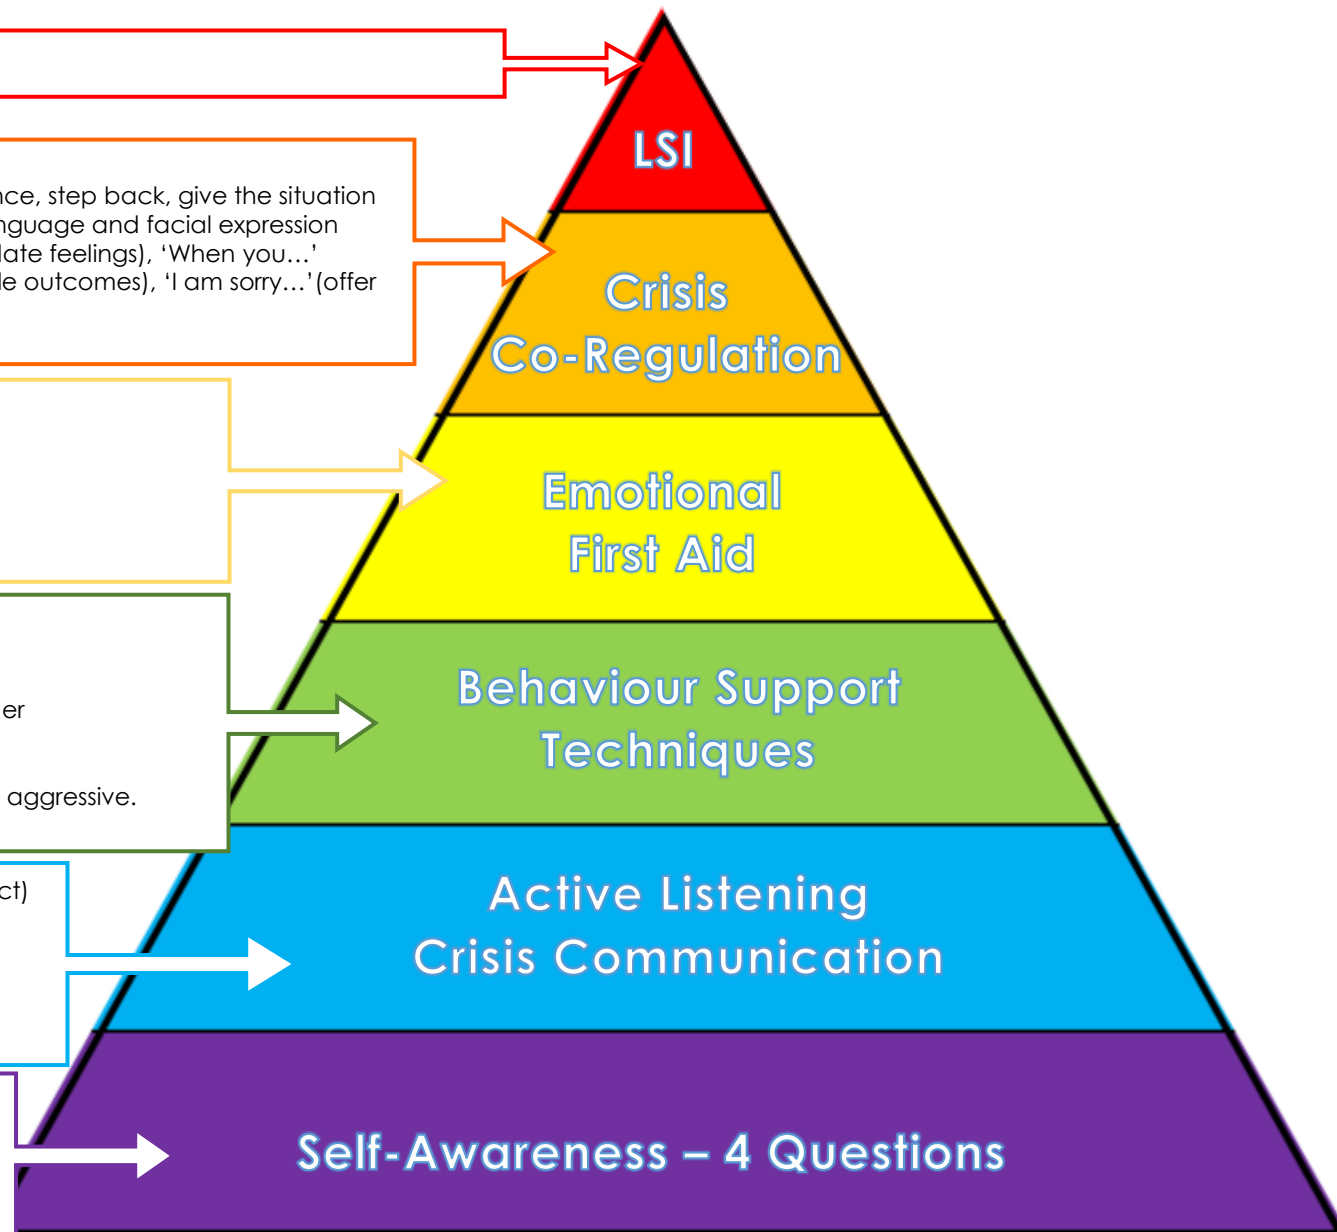 LSI
nce, step back, give the situation
nguage and facial expression
late feelings), ‘When you…’
le outcomes), ‘I am sorry…’(offer
Crisis
Co-Regulation
Emotional
First Aid
Behaviour Support
Techniques
er
aggressive.
Active Listening
Crisis Communication
ct)
Self-Awareness – 4 Questions